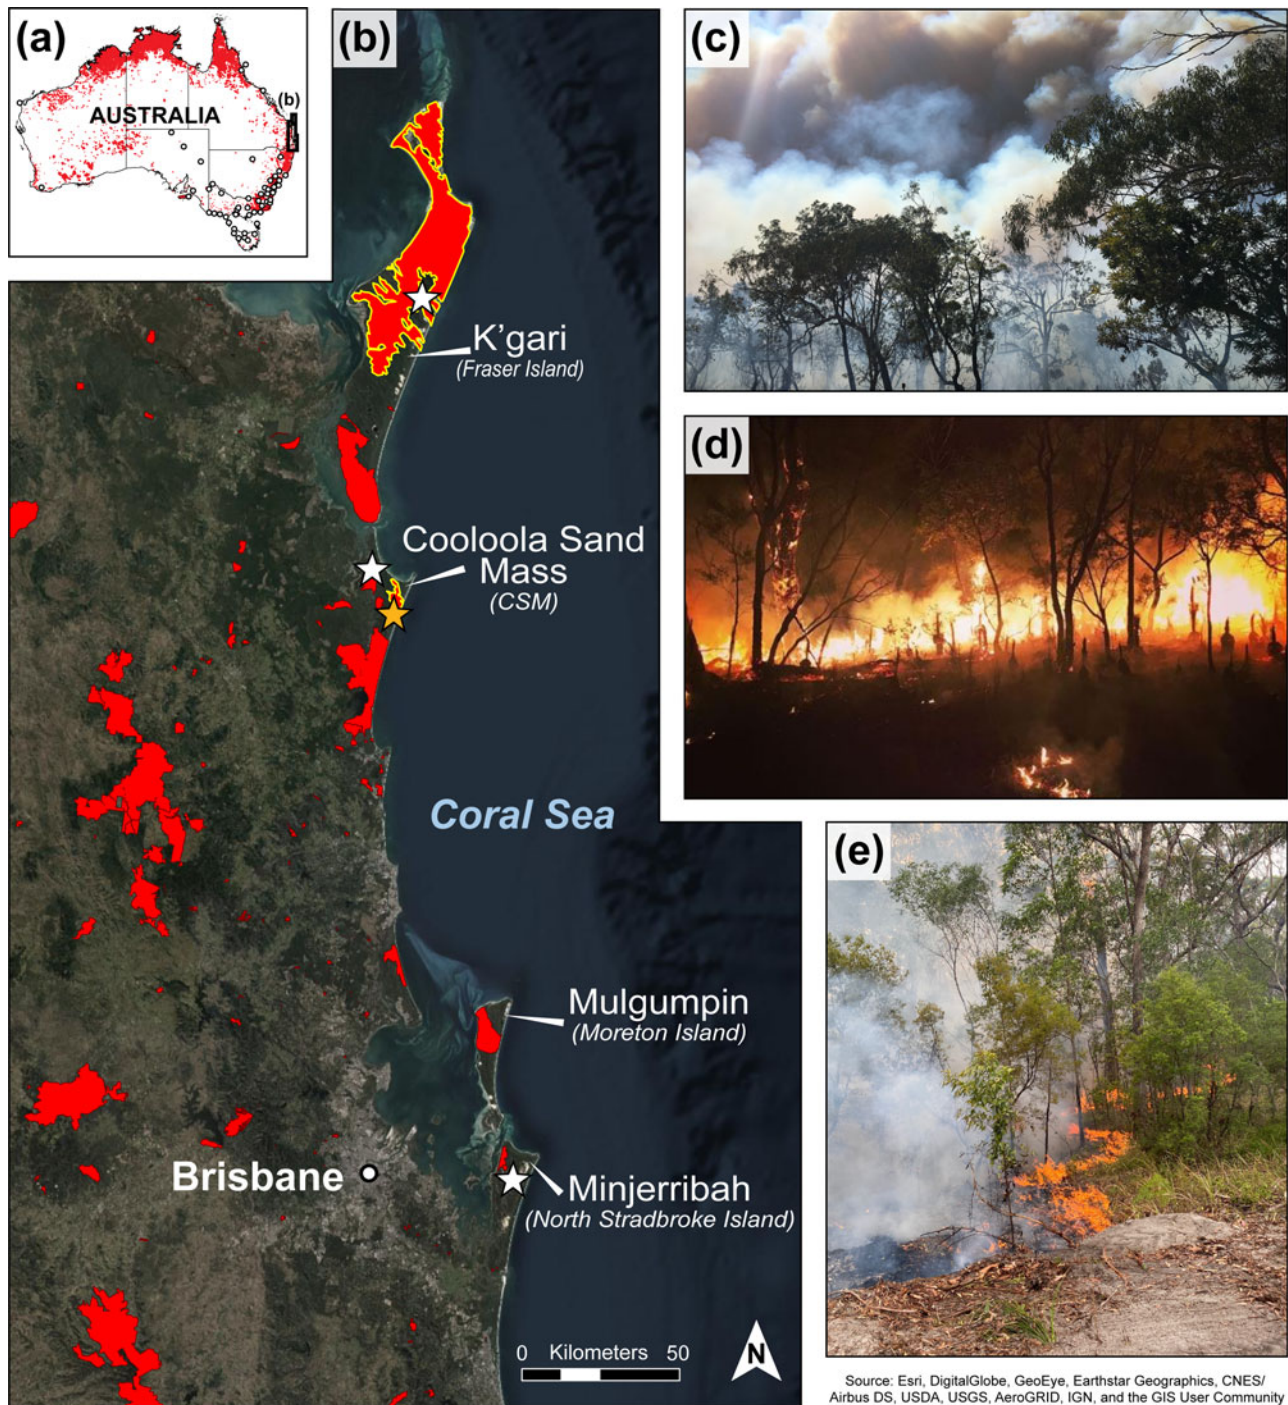 (a)
AUSTRALIA
(b)
(b)
K'gari
(Fraser Island)
Cooloola Sand
Mass
(CSM)
Coral Sea
Mulgumpin
(Moreton Island)
Brisbane
Minjerribah
(North Stradbroke Island)
0 Kilometers 50
N
(c)
(d)
(e)
Source: Esri, DigitalGlobe, GeoEye, Earthstar Geographics, CNES/
Airbus DS, USDA, USGS, AeroGRID, IGN, and the GIS User Community